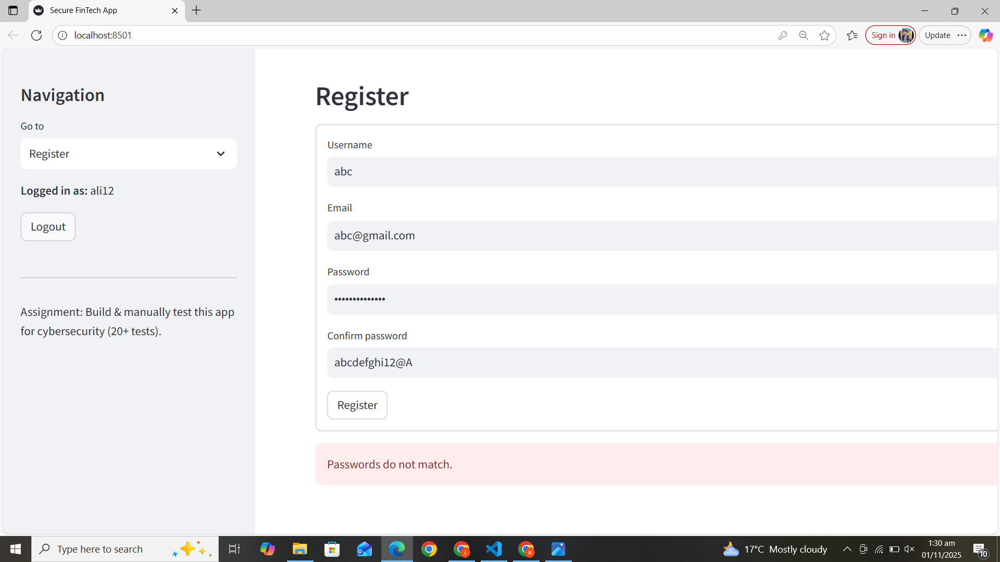 Secure FinTech App
localhost:8501
Sign in
Update
Navigation
Go to
Register
Logged in as: ali12
Logout
Assignment: Build & manually test this app
for cybersecurity (20+ tests).
Register
Username
abc
Email
abc@gmail.com
Password
••••••••••••••
Confirm password
abcdefghi12@A
Register
Passwords do not match.
Type here to search
17°C Mostly cloudy
1:30 am
01/11/2025
10